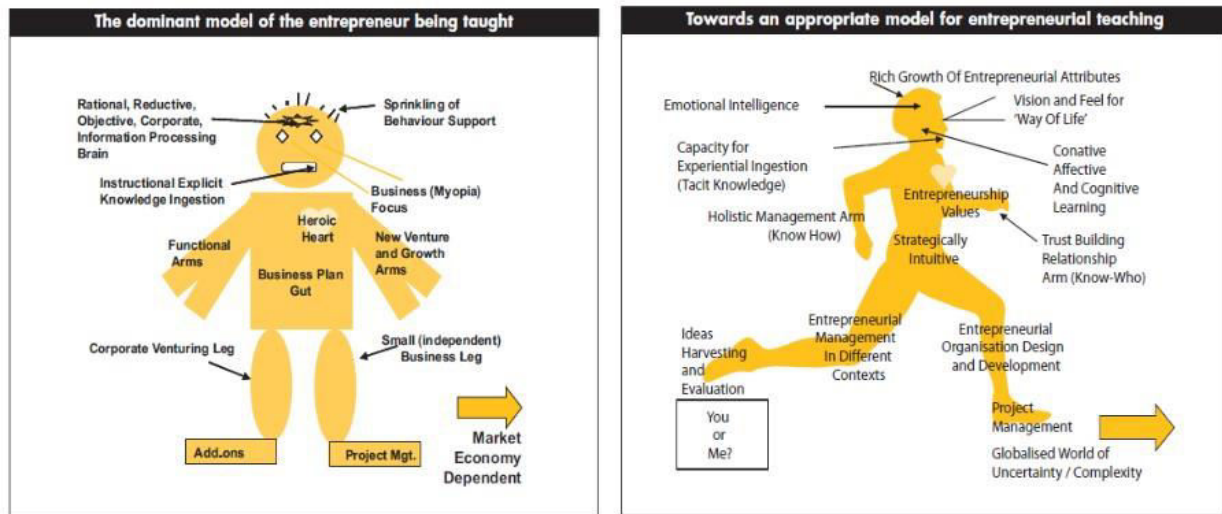 The dominant model of the entrepreneur being taught
Rational, Reductive,
Objective, Corporate,
Information Processing
Brain
Sprinkling of
Behaviour Support
Instructional Explicit
Knowledge Ingestion
Business (Myopia)
Focus
Heroic
Heart
Functional
Arms
New Venture
and Growth
Arms
Business Plan
Gut
Corporate Venturing Leg
Small (independent)
Business Leg
Add.ons
Project Mgt.
Market
Economy
Dependent
Towards an appropriate model for entrepreneurial teaching
Rich Growth Of Entrepreneurial Attributes
Emotional Intelligence
Vision and Feel for
'Way Of Life'
Capacity for
Experiential Ingestion
(Tacit Knowledge)
Conative
Affective
And Cognitive
Learning
Entrepreneurship
Values
Holistic Management Arm
(Know How)
Strategically
Intuitive
Trust Building
Relationship
Arm (Know-Who)
Ideas
Harvesting
and
Evaluation
Entrepreneurial
Management
In Different
Contexts
Entrepreneurial
Organisation Design
and Development
You
or
Me?
Project
Management
Globalised World of
Uncertainty / Complexity